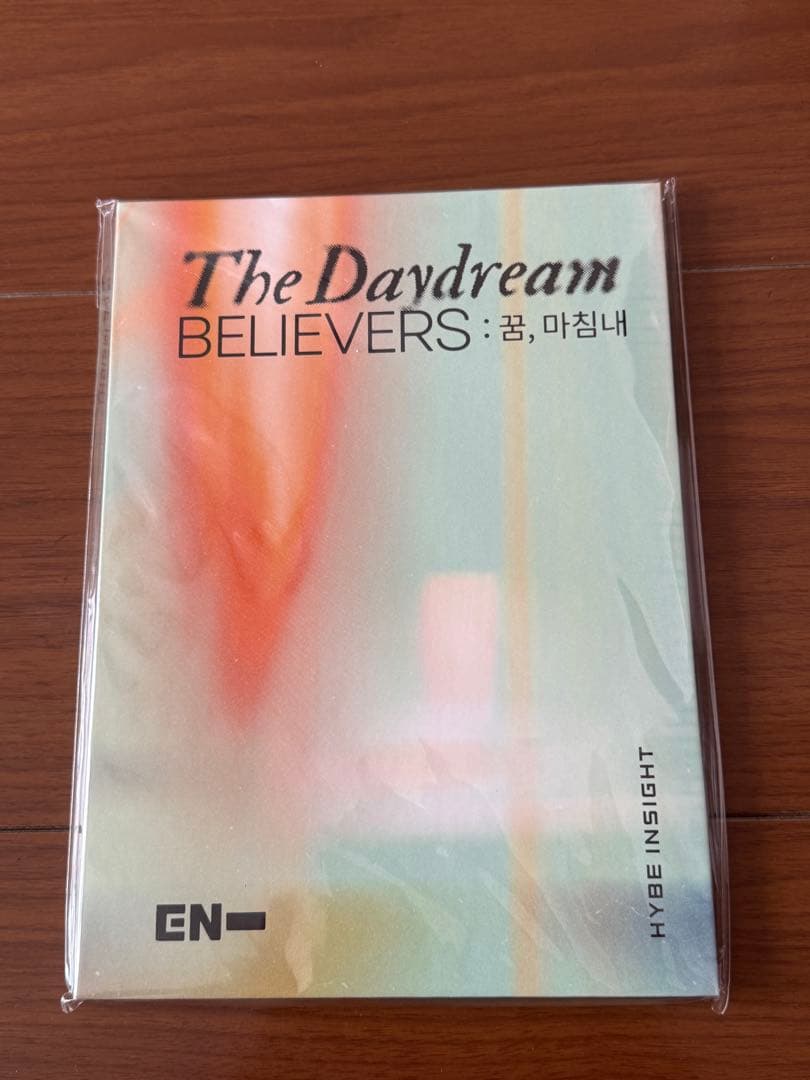 The Daydream
BELIEVERS : 꿈, 마침내
HYBE INSIGHT
EN-